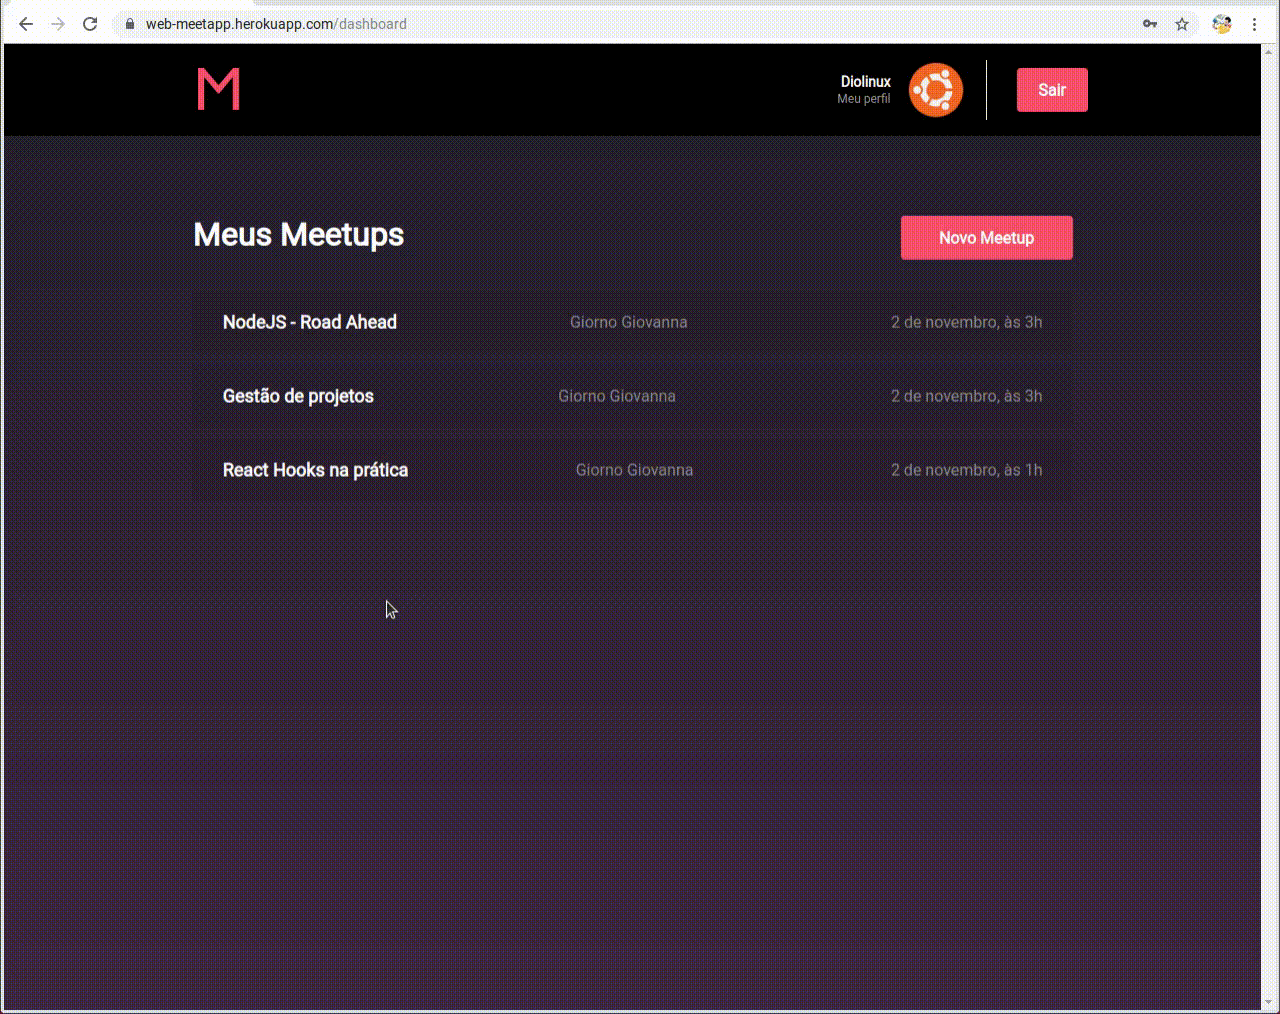 web-meetapp.herokuapp.com/dashboard
M
Diolinux
Meu perfil
Sair
Meus Meetups
Novo Meetup
NodeJS - Road Ahead Giorno Giovanna 2 de novembro, às 3h
Gestão de projetos Giorno Giovanna 2 de novembro, às 3h
React Hooks na prática Giorno Giovanna 2 de novembro, às 1h